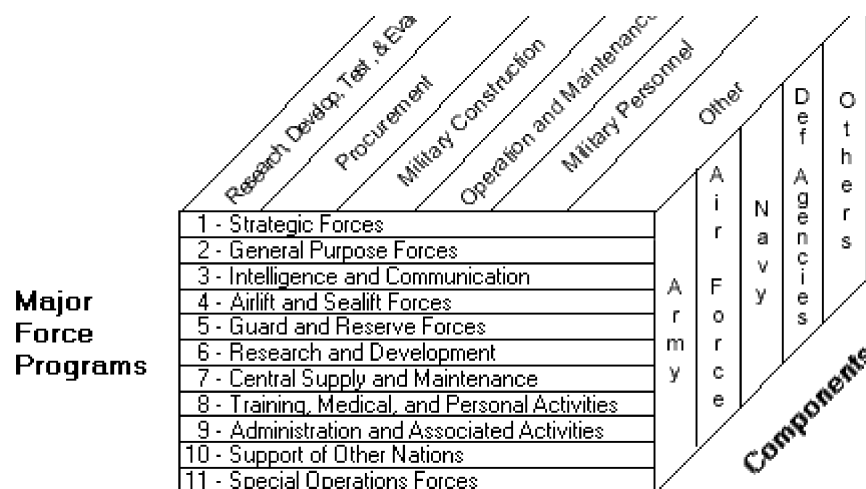 Research, Develop, Test, & Eva
Procurement
Military Construction
Operation and Maintenance
Military Personnel
Other
Major
Force
Programs
1 - Strategic Forces
2 - General Purpose Forces
3 - Intelligence and Communication
4 - Airlift and Sealift Forces
5 - Guard and Reserve Forces
6 - Research and Development
7 - Central Supply and Maintenance
8 - Training, Medical, and Personal Activities
9 - Administration and Associated Activities
10 - Support of Other Nations
11 - Special Operations Forces
Army
Air Force
Navy
Def Agencies
Others
Components